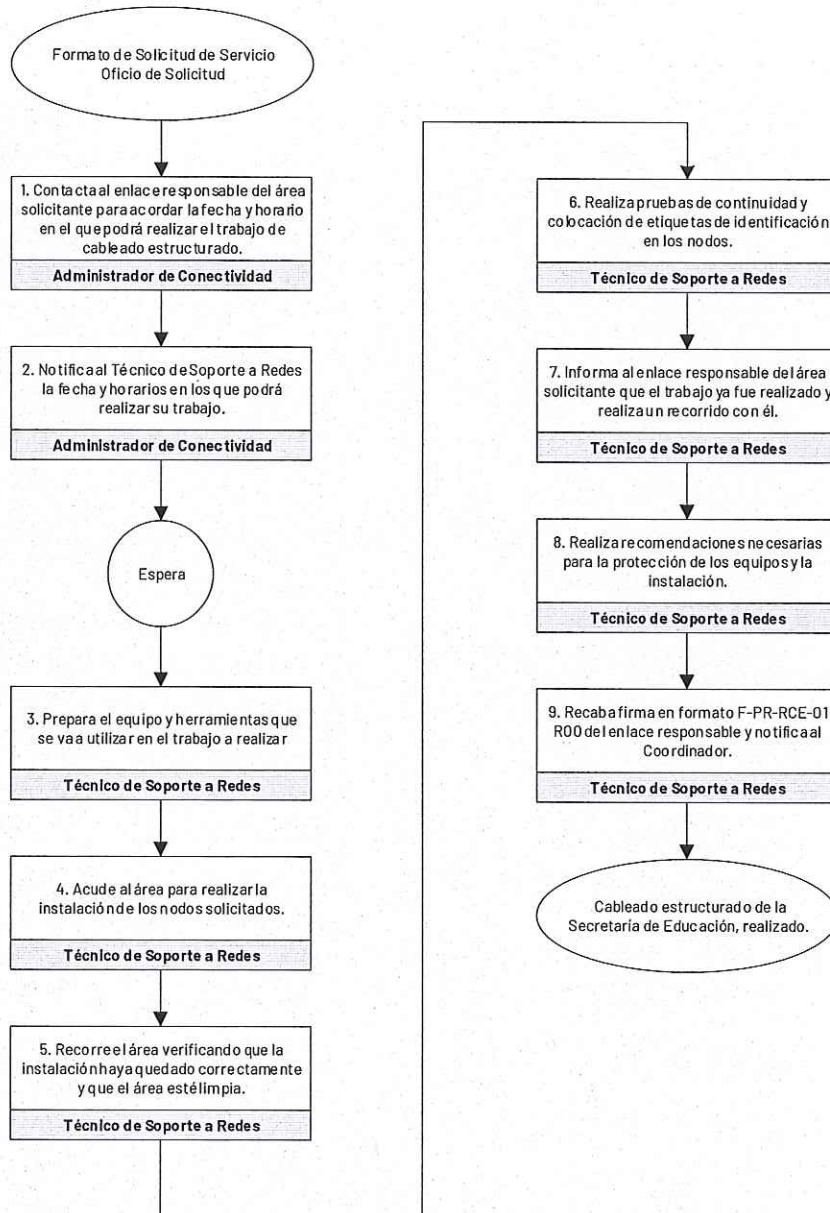 Formato de Solicitud de Servicio
Oficio de Solicitud
1. Contacta al enlace responsable del área
solicitante para acordar la fecha y horario
en el que podrá realizar el trabajo de
cableado estructurado.
Administrador de Conectividad
2. Notifica al Técnico de Soporte a Redes
la fecha y horarios en los que podrá
realizar su trabajo.
Administrador de Conectividad
Espera
3. Prepara el equipo y herramientas que
se va a utilizar en el trabajo a realizar
Técnico de Soporte a Redes
4. Acude al área para realizar la
instalación de los nodos solicitados.
Técnico de Soporte a Redes
5. Recorre el área verificando que la
instalación haya quedado correctamente
y que el área esté limpia.
Técnico de Soporte a Redes
6. Realiza pruebas de continuidad y
colocación de etiquetas de identificación
en los nodos.
Técnico de Soporte a Redes
7. Informa al enlace responsable del área
solicitante que el trabajo ya fue realizado y
realiza un recorrido con él.
Técnico de Soporte a Redes
8. Realiza recomendaciones necesarias
para la protección de los equipos y la
instalación.
Técnico de Soporte a Redes
9. Recaba firma en formato F-PR-RCE-01
R00 del enlace responsable y notifica al
Coordinador.
Técnico de Soporte a Redes
Cableado estructurado de la
Secretaría de Educación, realizado.